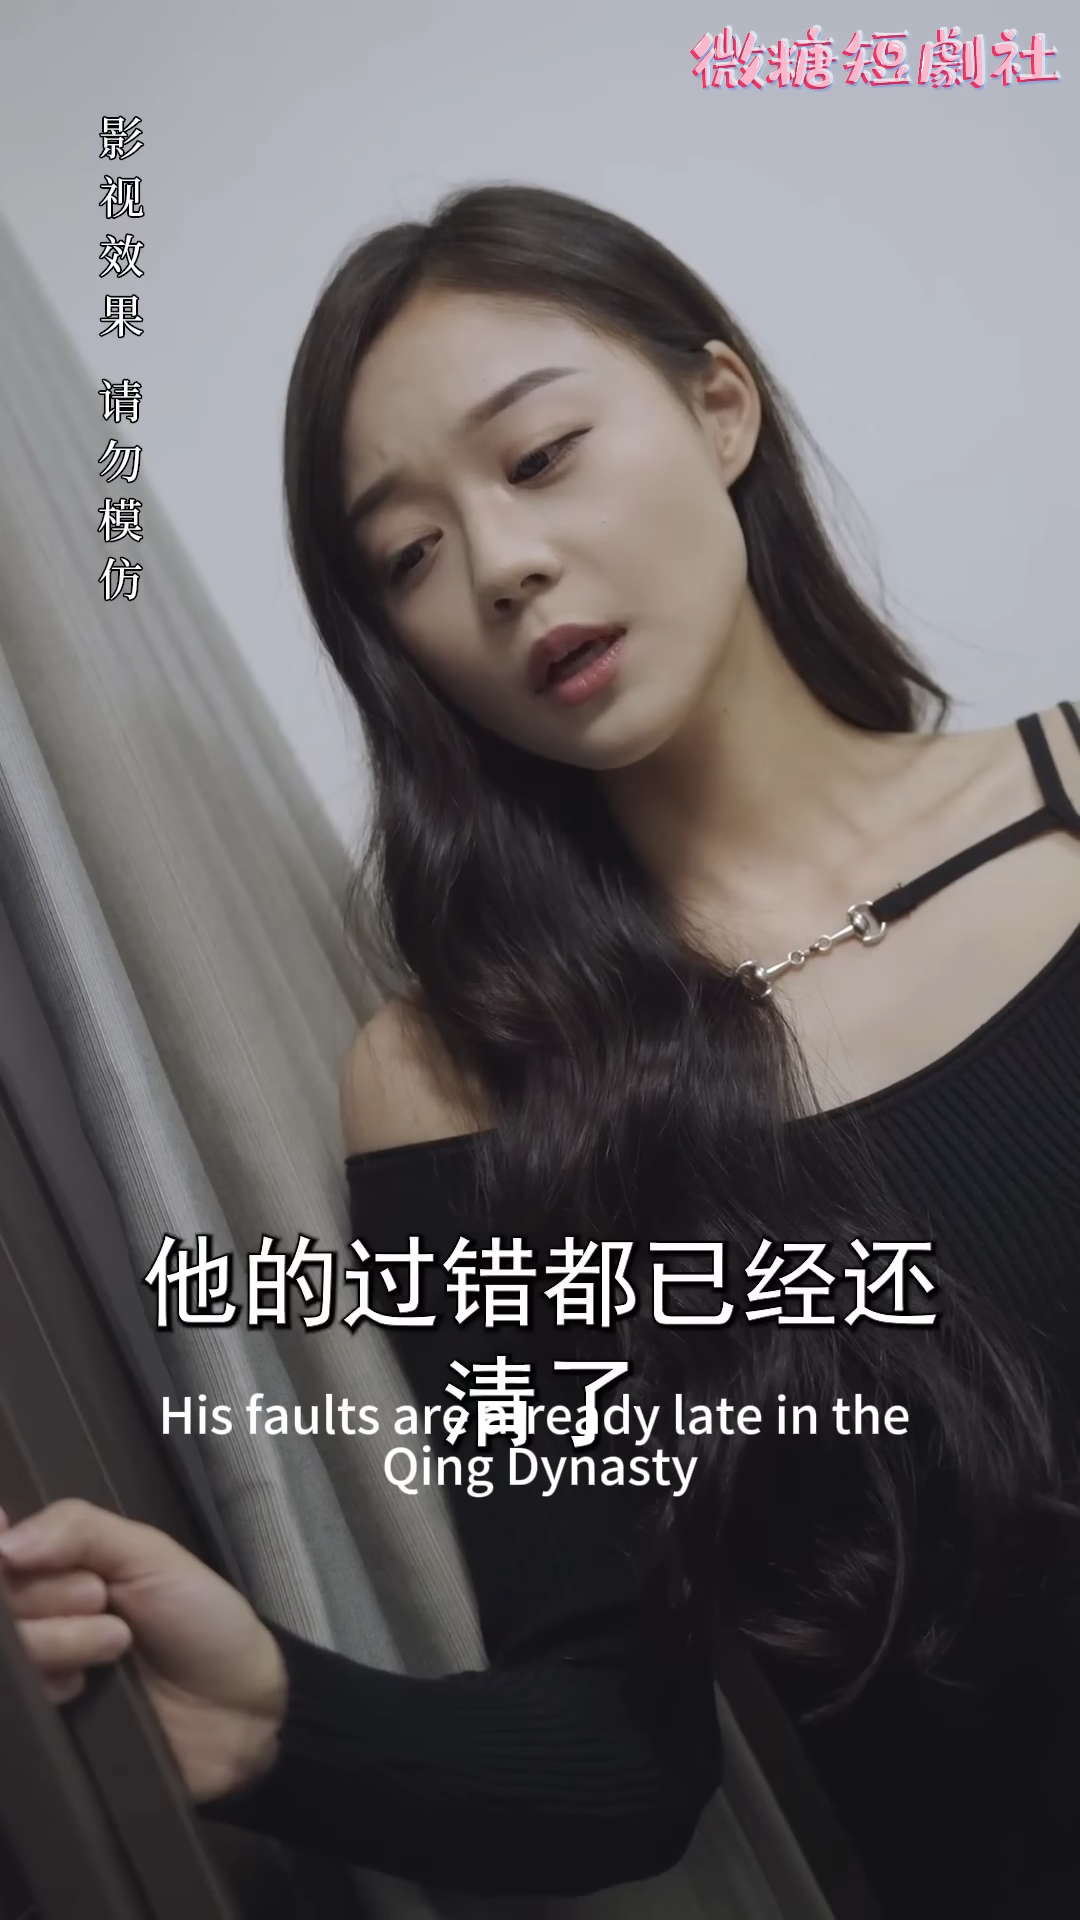 微糖短劇社
影视效果 请勿模仿
他的过错都已经还
清了
His faults are already late in the
Qing Dynasty